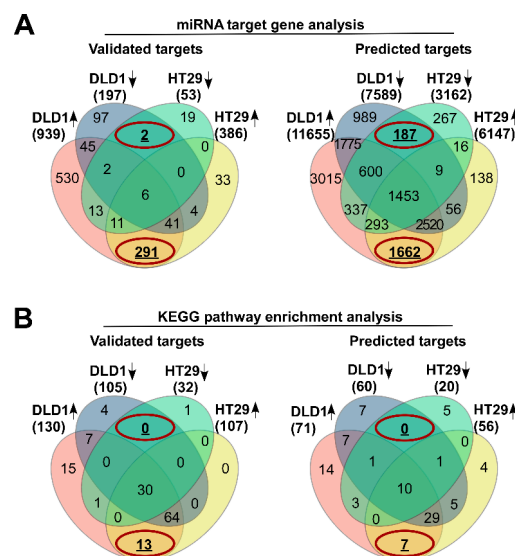 A
miRNA target gene analysis
Validated targets
Predicted targets
DLD1↓ HT29↓
(197) (53)
DLD1↑ HT29↑
(939) (386)
97 19
2
45 0
530 2 0 33
6
13 11 41 4
291
DLD1↓ HT29↓
(7589) (3162)
DLD1↑ HT29↑
(11655) (6147)
989 267
187
1775 16
3015 600 9 138
1453
337 56
293 2520
1662
B
KEGG pathway enrichment analysis
Validated targets
Predicted targets
DLD1↓ HT29↓
(105) (32)
DLD1↑ HT29↑
(130) (107)
4 1
0
7 0
15 0 0 0
30
1 0 64 0
13
DLD1↓ HT29↓
(60) (20)
DLD1↑ HT29↑
(71) (56)
7 5
0
7 0
14 1 1 4
10
3 5
0 29
7